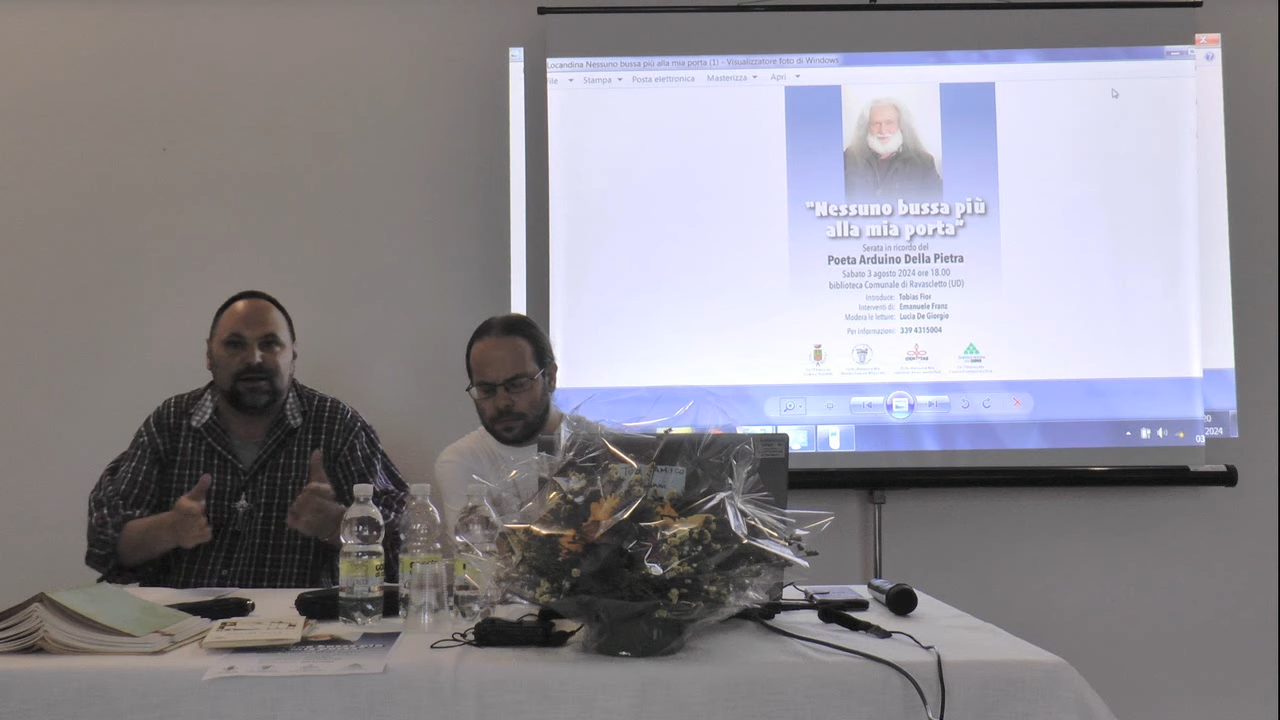 Locandina Nessuno bussa più alla mia porta (1) - Visualizzatore foto di Windows
File Stampa Posta elettronica Masterizza Apri
"Nessuno bussa più
alla mia porta"
Serata in ricordo del
Poeta Arduino Della Pietra
Sabato 3 agosto 2024 ore 18.00
biblioteca Comunale di Ravascletto (UD)
Introduce: Tobias Fior
Interventi di: Emanuele Franz
Modera le letture: Lucia De Giorgio
Per informazioni: 339 4315004
2024
03